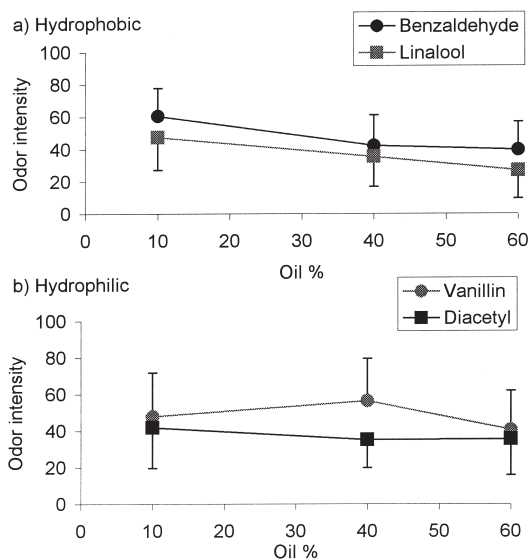 a) Hydrophobic
Benzaldehyde
Linalool
100
80
60
40
20
0
Odor intensity
0 10 20 30 40 50 60
Oil %
b) Hydrophilic
Vanillin
Diacetyl
100
80
60
40
20
0
Odor intensity
0 10 20 30 40 50 60
Oil %